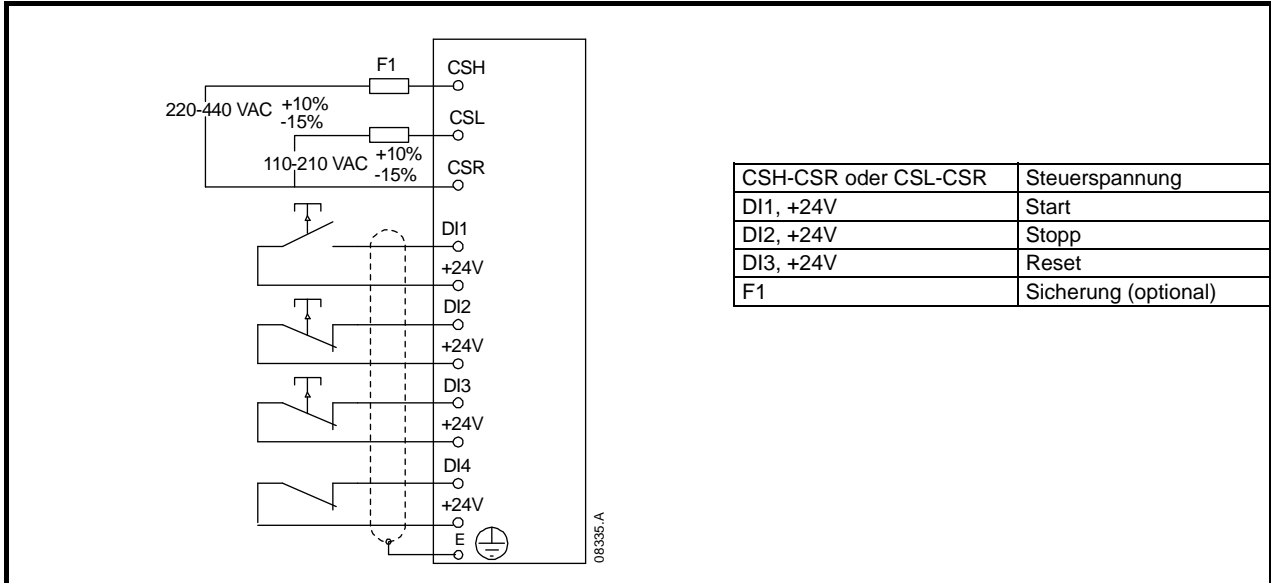 F1
CSH
220-440 VAC +10%
-15%
CSL
110-210 VAC +10%
-15%
CSR
DI1
+24V
DI2
+24V
DI3
+24V
DI4
+24V
E
08335.A
CSH-CSR oder CSL-CSR Steuerspannung
DI1, +24V Start
DI2, +24V Stopp
DI3, +24V Reset
F1 Sicherung (optional)